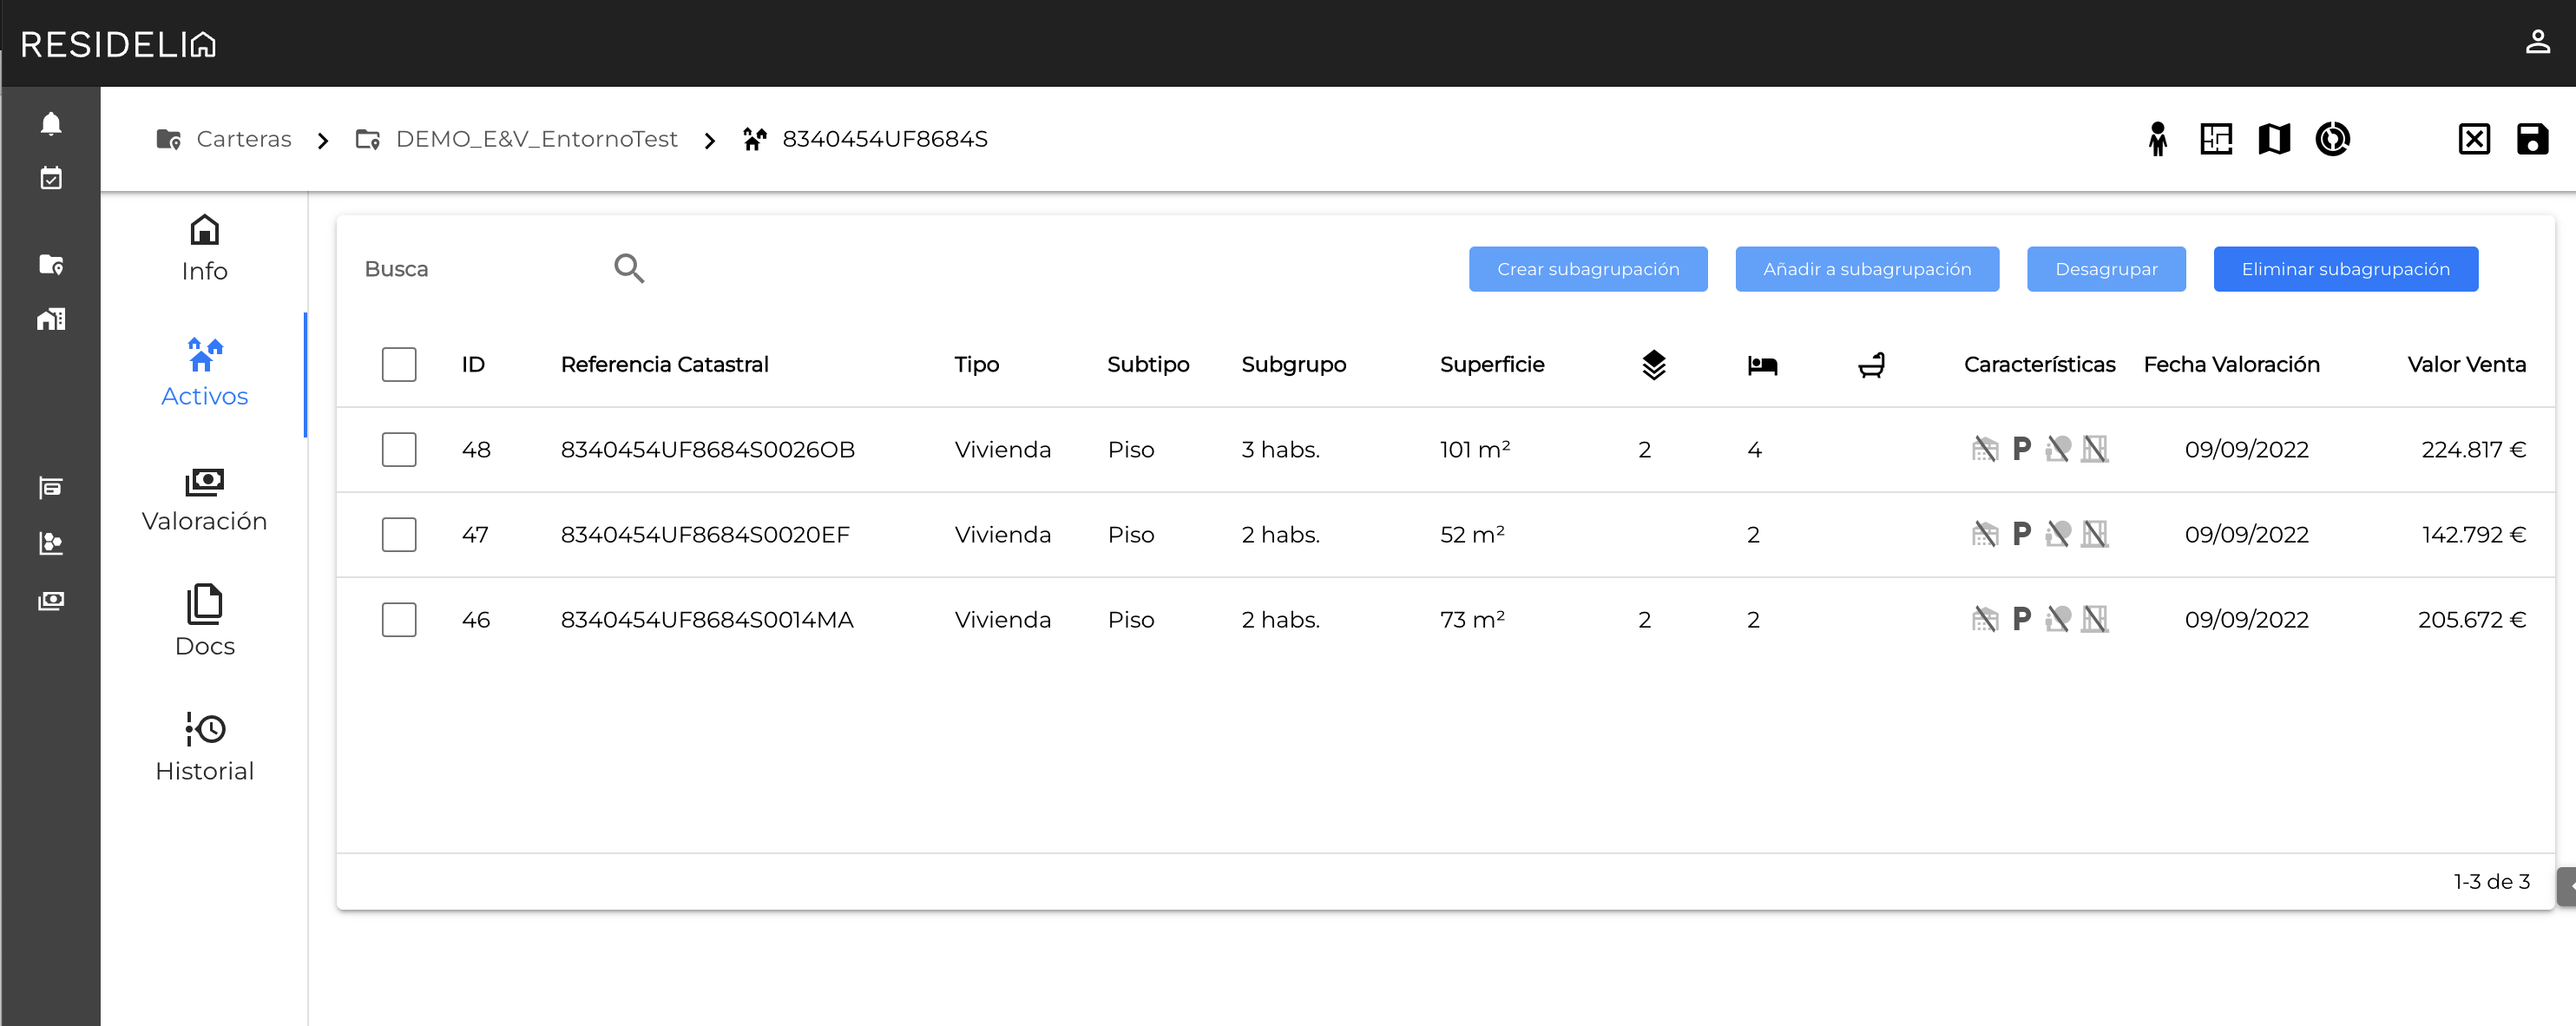 RESIDELIA
Carteras
DEMO_E&V_EntornoTest
8340454UF8684S
Info
Activos
Valoración
Docs
Historial
Busca
Crear subagrupación
Añadir a subagrupación
Desagrupar
Eliminar subagrupación
ID Referencia Catastral Tipo Subtipo Subgrupo Superficie Características Fecha Valoración Valor Venta
48 8340454UF8684S0026OB Vivienda Piso 3 habs. 101 m² 2 4 P 09/09/2022 224.817 €
47 8340454UF8684S0020EF Vivienda Piso 2 habs. 52 m² 2 P 09/09/2022 142.792 €
46 8340454UF8684S0014MA Vivienda Piso 2 habs. 73 m² 2 2 P 09/09/2022 205.672 €
1-3 de 3